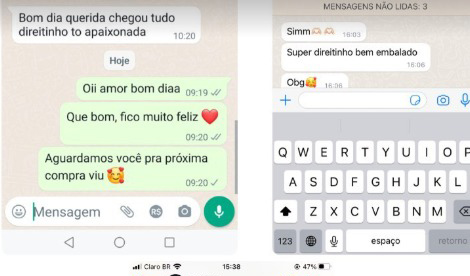 Bom dia querida chegou tudo
direitinho to apaixonada
10:20
Hoje
Oii amor bom diaa 09:19
Que bom, fico muito feliz ❤️
09:20
Aguardamos você pra próxima
compra viu 🥰
09:20
Mensagem
R$
MENSAGENS NÃO LIDAS: 3
Simm🫶🏻🫶🏻 16:03
Super direitinho bem embalado
16:06
Obg🥰 16:06
Q W E R T Y U I O P
A S D F G H J K L
Z X C V B N M
123 espaço retorno
Claro BR 15:38 47%